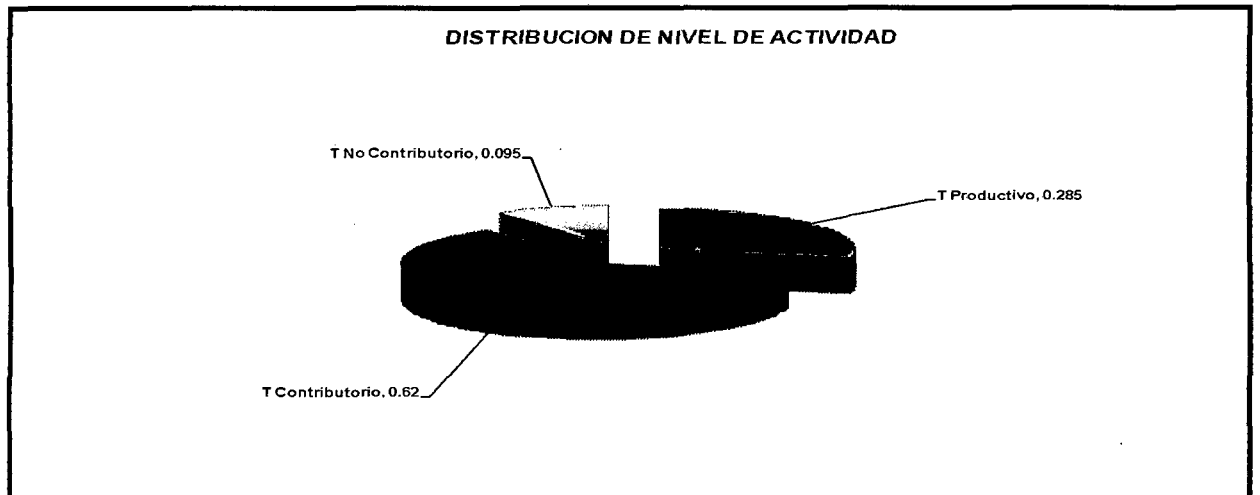 DISTRIBUCION DE NIVEL DE ACTIVIDAD
T No Contributorio, 0.095
T Productivo, 0.285
T Contributorio, 0.62